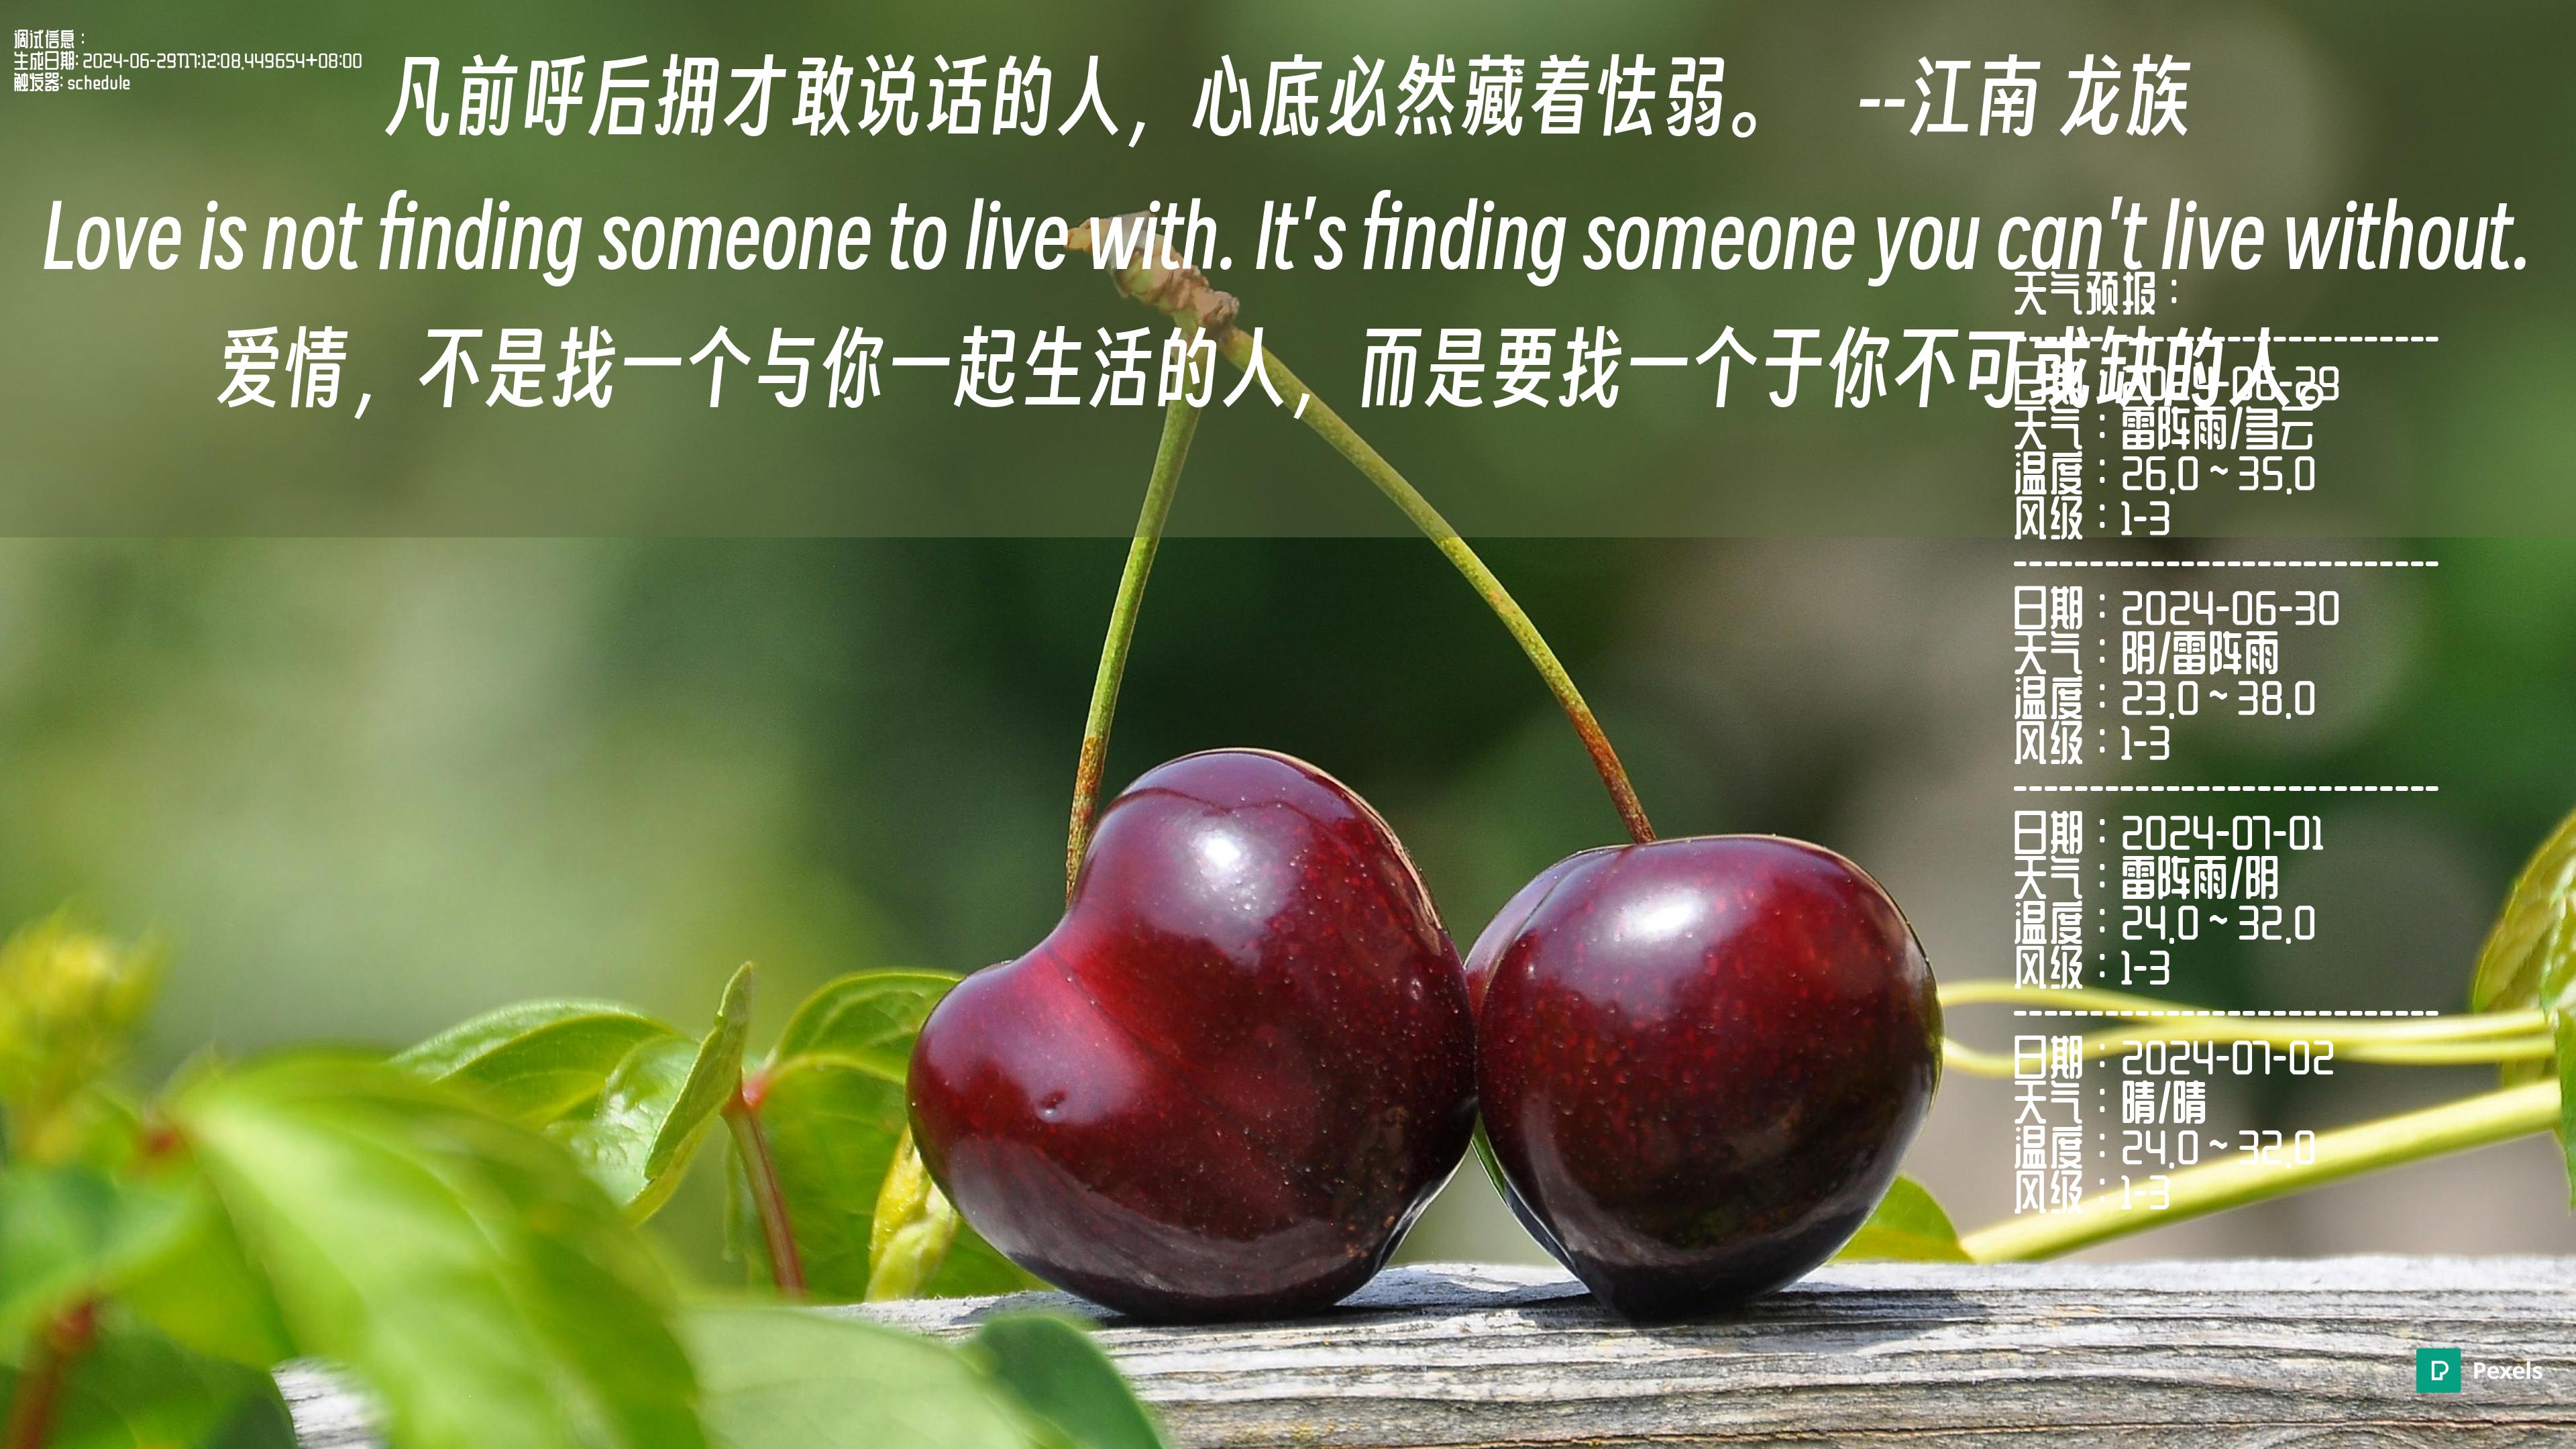 调试信息：
生成日期: 2024-06-29T17:12:08.449654+08:00
触发器: schedule
凡前呼后拥才敢说话的人，心底必然藏着怯弱。 --江南 龙族
Love is not finding someone to live with. It's finding someone you can't live without.
爱情，不是找一个与你一起生活的人，而是要找一个于你不可或缺的人。
天气预报：
--------------------------
日期：2024-06-29
天气：雷阵雨/多云
温度：26.0 ~ 35.0
风级：1-3
--------------------------
日期：2024-06-30
天气：阴/雷阵雨
温度：23.0 ~ 38.0
风级：1-3
--------------------------
日期：2024-07-01
天气：雷阵雨/阴
温度：24.0 ~ 32.0
风级：1-3
--------------------------
日期：2024-07-02
天气：晴/晴
温度：24.0 ~ 32.0
风级：1-3
Pexels